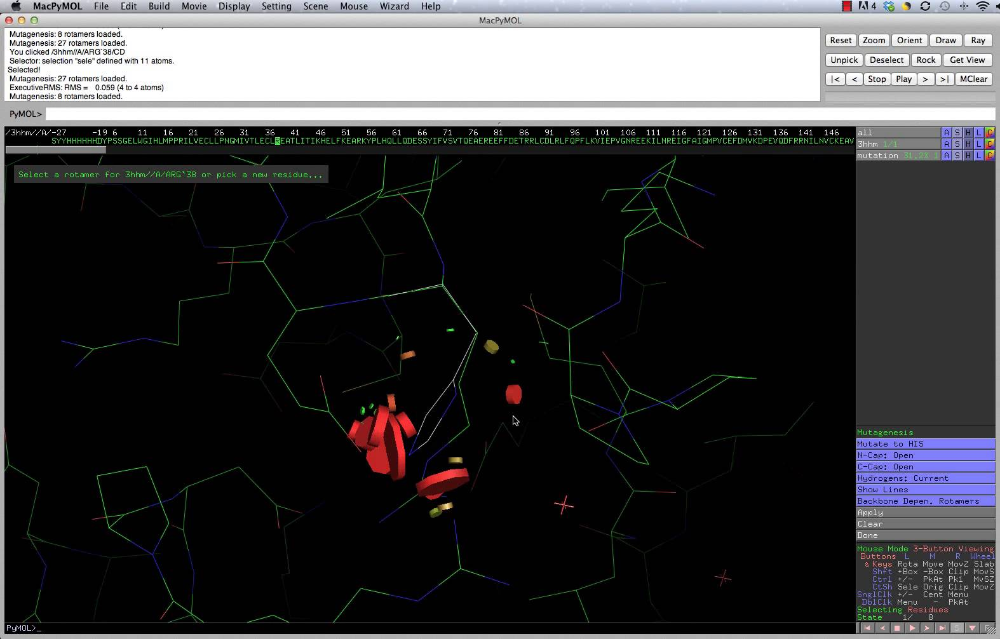 MacPyMOL File Edit Build Movie Display Setting Scene Mouse Wizard Help 4
MacPyMOL
Mutagenesis: 8 rotamers loaded.
Mutagenesis: 27 rotamers loaded.
You clicked /3hhm//A/ARG`38/CD
Selector: selection "sele" defined with 11 atoms.
Selected!
Mutagenesis: 27 rotamers loaded.
ExecutiveRMS: RMS = 0.059 (4 to 4 atoms)
Mutagenesis: 8 rotamers loaded.
Reset Zoom Orient Draw Ray
Unpick Deselect Rock Get View
|< < Stop Play > >| MClear
PyMOL>
/3hhm//A/-27 -19 6 11 16 21 26 31 36 41 46 51 56 61 66 71 76 81 86 91 96 101 106 111 116 121 126 131 136 141 146
SYYHHHHHHDYPSSGELWGIHLMPPRILVECLLPNGMIVTLECLREATLITIKHELFKEARKYPLHQLLQDESSYIFVSVTQEAEREEFFDETRRLCDLRLFQPFLKVIEPVGNREEKILNREIGFAIGMPVCEFDMVKDPEVQDFRRNILNVCKEAV
all A S H L C
3hhm 1/1 A S H L C
mutation 31.2% 1 A S H L C
Select a rotamer for 3hhm//A/ARG`38 or pick a new residue...
Mutagenesis
Mutate to HIS
N-Cap: Open
C-Cap: Open
Hydrogens: Current
Show Lines
Backbone Depen. Rotamers
Apply
Clear
Done
Mouse Mode 3-Button Viewing
Buttons L M R Wheel
& Keys Rota Move MovZ Slab
Shft +Box -Box Clip MovS
Ctrl +/- PkAt Pk1 MvSZ
CtSh Sele Orig Clip MovZ
SnglClk +/- Cent Menu
DblClk Menu - PkAt
Selecting Residues
State 1/ 8
PyMOL>_
S F